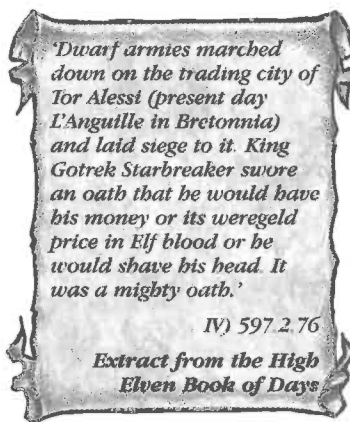 'Dwarf armies marched
down on the trading city of
Tor Alessi (present day
L'Anguille in Bretonnia)
and laid siege to it. King
Gotrek Starbreaker swore
an oath that he would have
his money or its weregeld
price in Elf blood or he
would shave his head. It
was a mighty oath.'
IV) 597.2.76
Extract from the High
Elven Book of Days